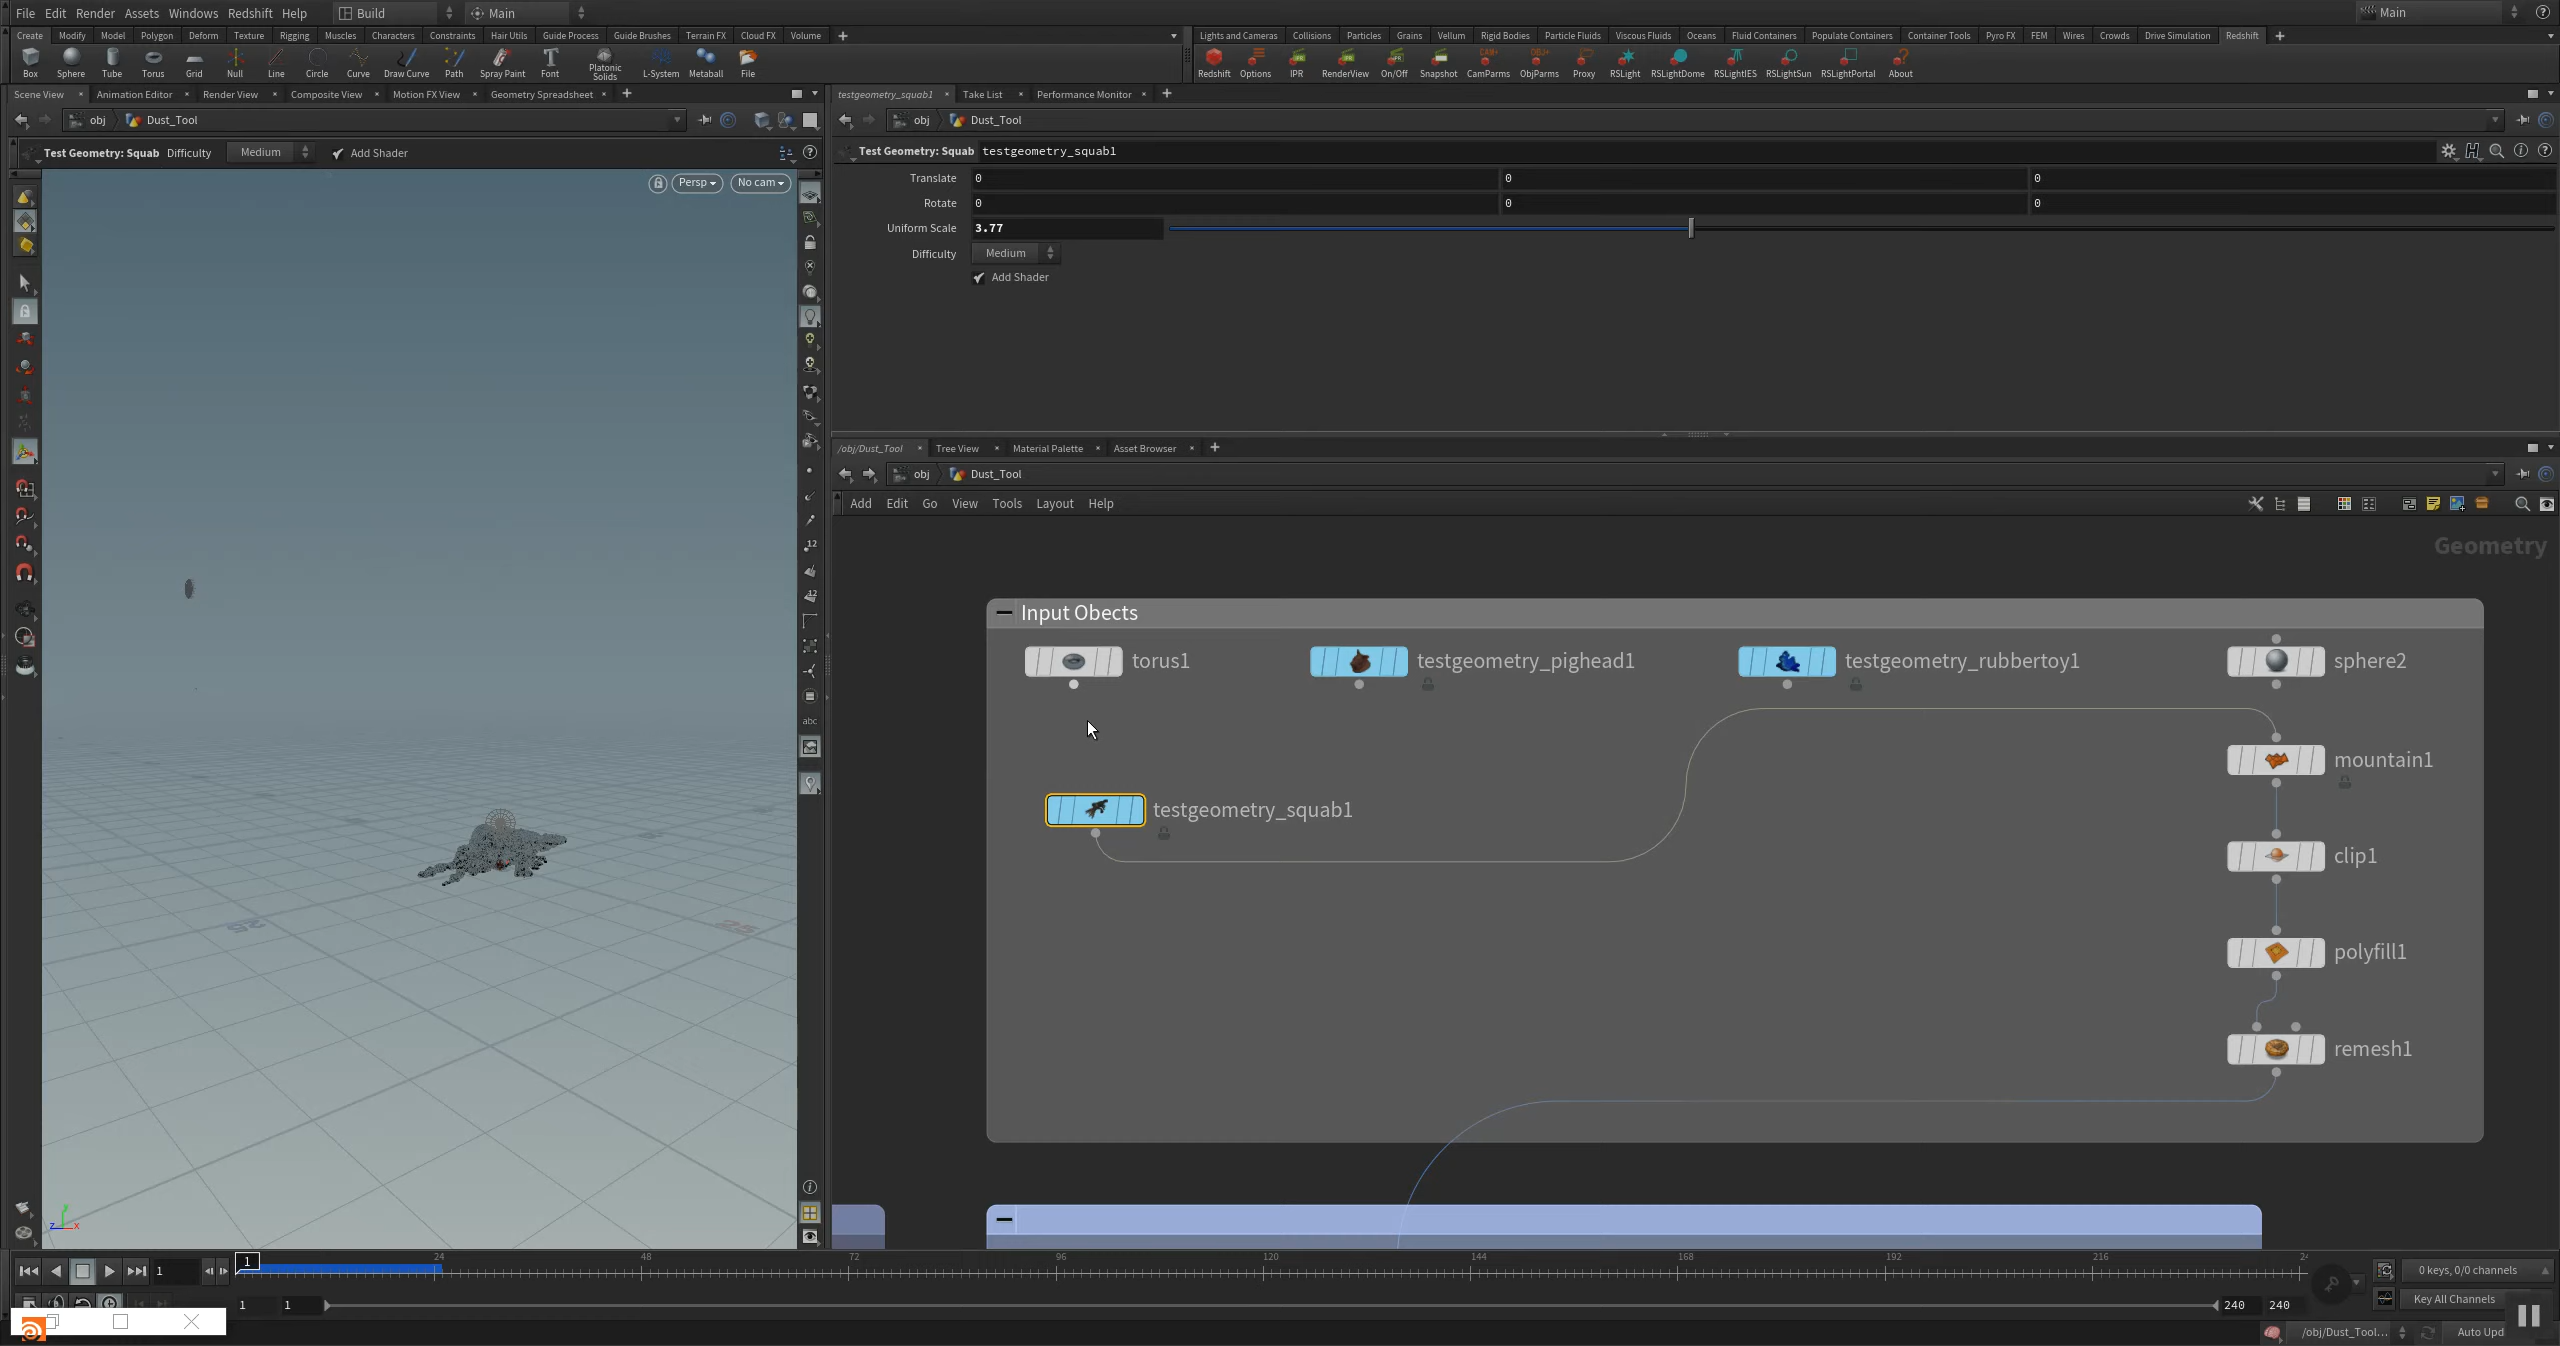 File Edit Render Assets Windows Redshift Help Build Main Main
Create Modify Model Polygon Deform Texture Rigging Muscles Characters Constraints Hair Utils Guide Process Guide Brushes Terrain FX Cloud FX Volume
Lights and Cameras Collisions Particles Grains Vellum Rigid Bodies Particle Fluids Viscous Fluids Oceans Fluid Containers Populate Containers Container Tools Pyro FX FEM Wires Crowds Drive Simulation Redshift
Box Sphere Tube Torus Grid Null Line Circle Curve Draw Curve Path Spray Paint Font Platonic Solids L-System Metaball File
Redshift Options IPR RenderView On/Off Snapshot CamParms ObjParms Proxy RSLight RSLightDome RSLightIES RSLightSun RSLightPortal About
Scene View Animation Editor Render View Composite View Motion FX View Geometry Spreadsheet
obj Dust_Tool
Test Geometry: Squab Difficulty Medium Add Shader
Persp No cam
12
12
abc
25
25
z y x
testgeometry_squab1 Take List Performance Monitor
obj Dust_Tool
Test Geometry: Squab testgeometry_squab1
Translate 0 0 0
Rotate 0 0 0
Uniform Scale 3.77
Difficulty Medium
Add Shader
/obj/Dust_Tool Tree View Material Palette Asset Browser
obj Dust_Tool
Add Edit Go View Tools Layout Help
Geometry
Input Obects
torus1 testgeometry_pighead1 testgeometry_rubbertoy1 sphere2
mountain1
testgeometry_squab1
clip1
polyfill1
remesh1
1 1 24 48 72 96 120 144 168 192 216 24
0 keys, 0/0 channels
1 1 240 240
Key All Channels
/obj/Dust_Tool... Auto Upd